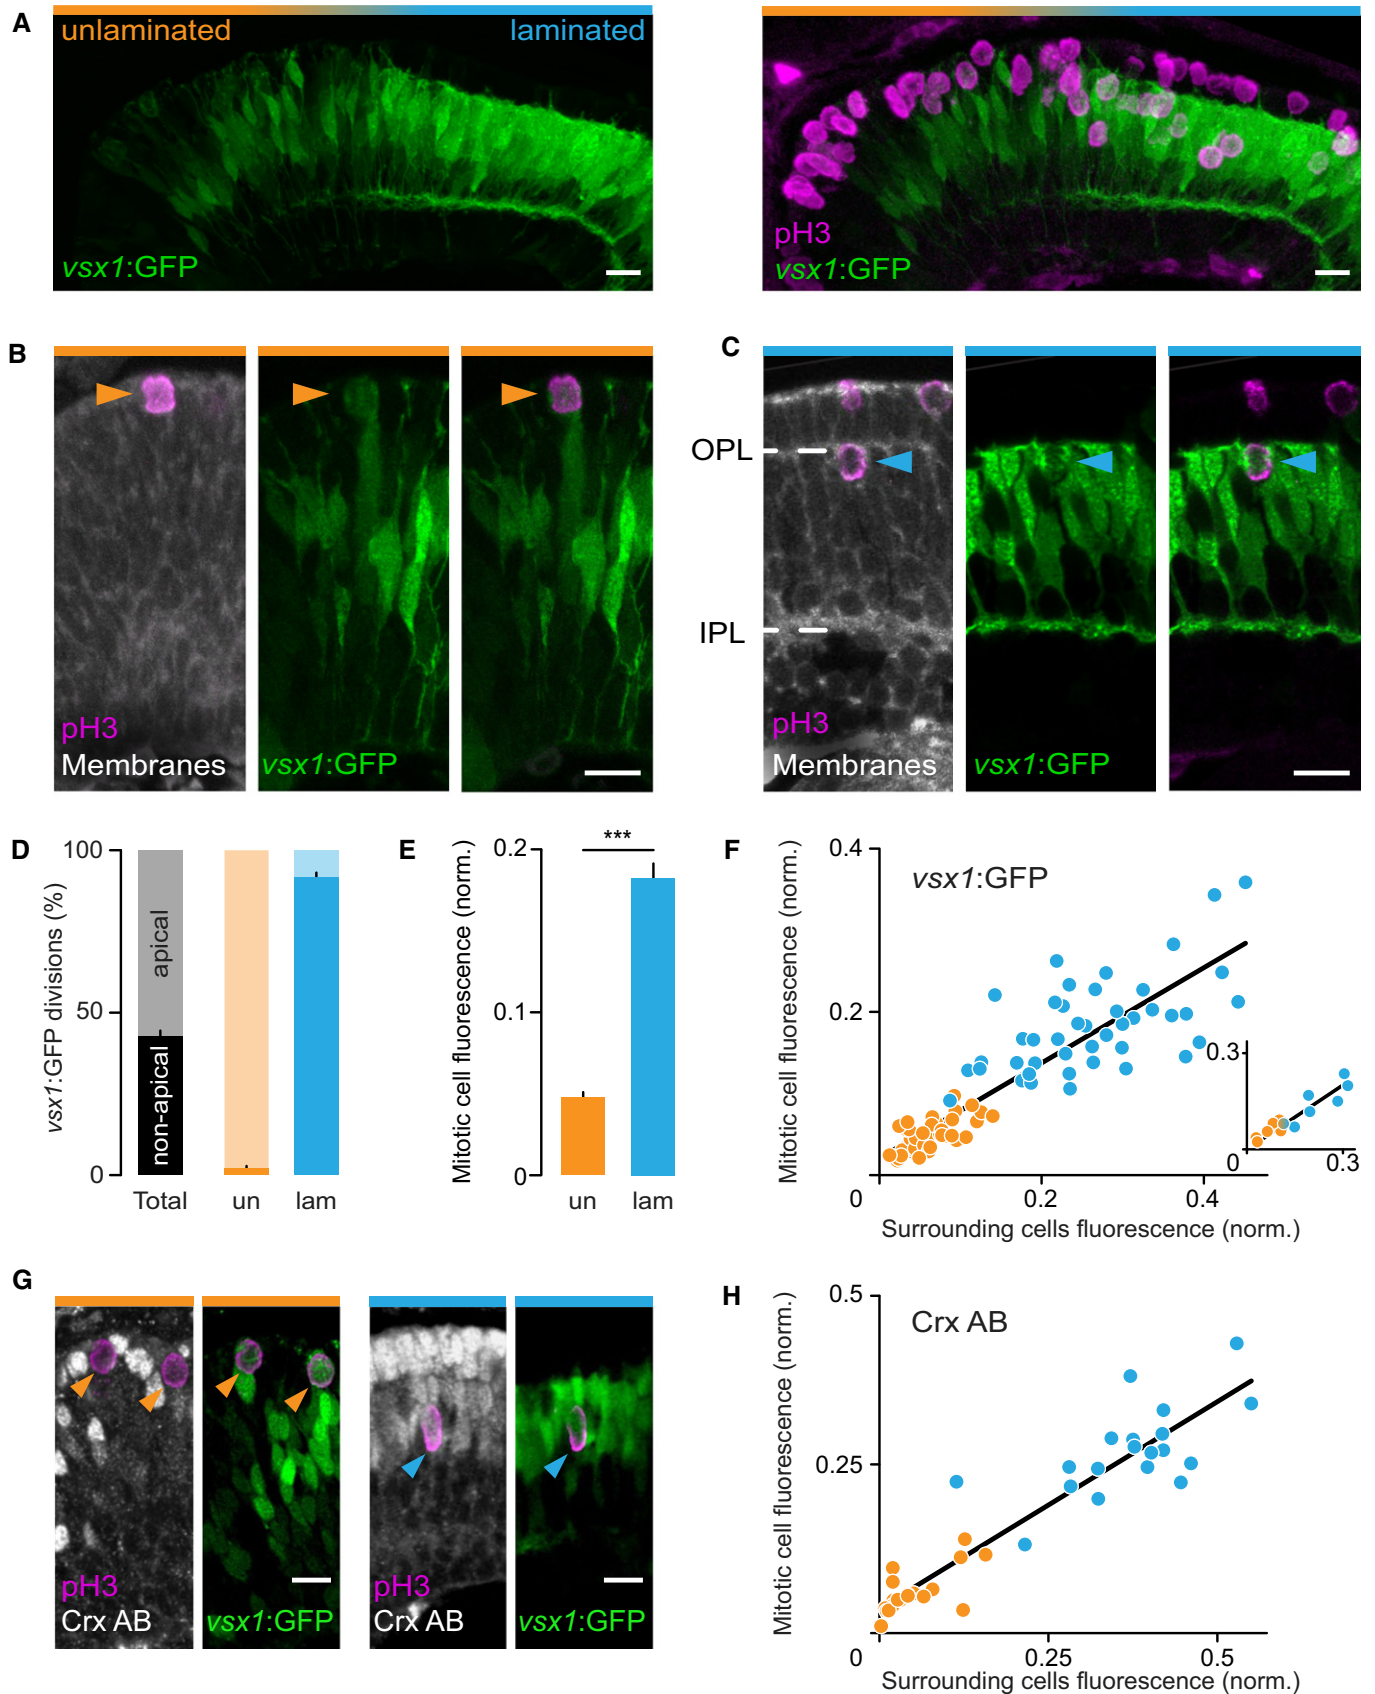 A
unlaminated
laminated
vsx1:GFP
pH3
vsx1:GFP
B
pH3
Membranes
vsx1:GFP
C
OPL
IPL
pH3
Membranes
vsx1:GFP
D
vsx1:GFP divisions (%)
100
50
0
apical
non-apical
Total
un
lam
E
Mitotic cell fluorescence (norm.)
0.2
0.1
0
***
un
lam
F
Mitotic cell fluorescence (norm.)
vsx1:GFP
0.4
0.2
0
0.2
0.4
Surrounding cells fluorescence (norm.)
0.3
0
0.3
G
pH3
Crx AB
vsx1:GFP
pH3
Crx AB
vsx1:GFP
H
Mitotic cell fluorescence (norm.)
Crx AB
0.5
0.25
0
0.25
0.5
Surrounding cells fluorescence (norm.)